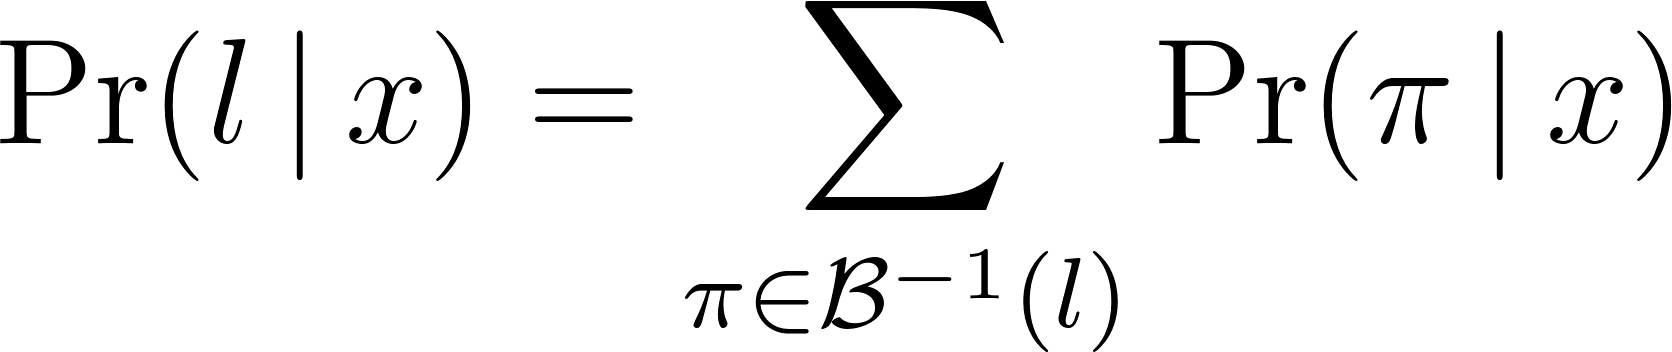 Pr(l | x) = ∑ Pr(π | x)
π∈ℬ⁻¹(l)